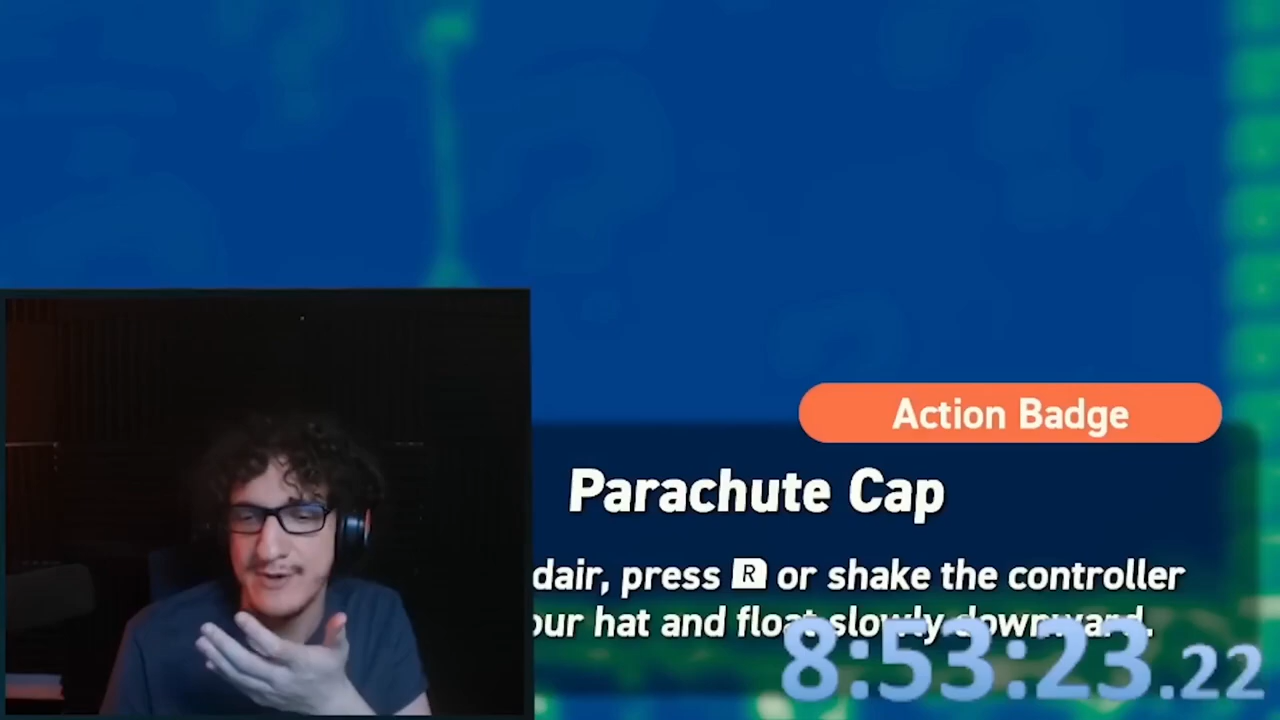 Action Badge
Parachute Cap
dair, press R or shake the controller
our hat and float slowly downward.
8:53:23.22